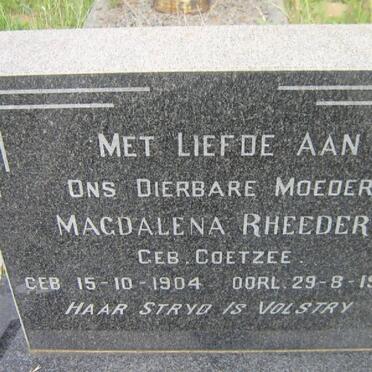 MET LIEFDE AAN
ONS DIERBARE MOEDER
MAGDALENA RHEEDER
GEB. COETZEE.
GEB 15-10-1904 OORL. 29-8-19
HAAR STRYD IS VOLSTRY